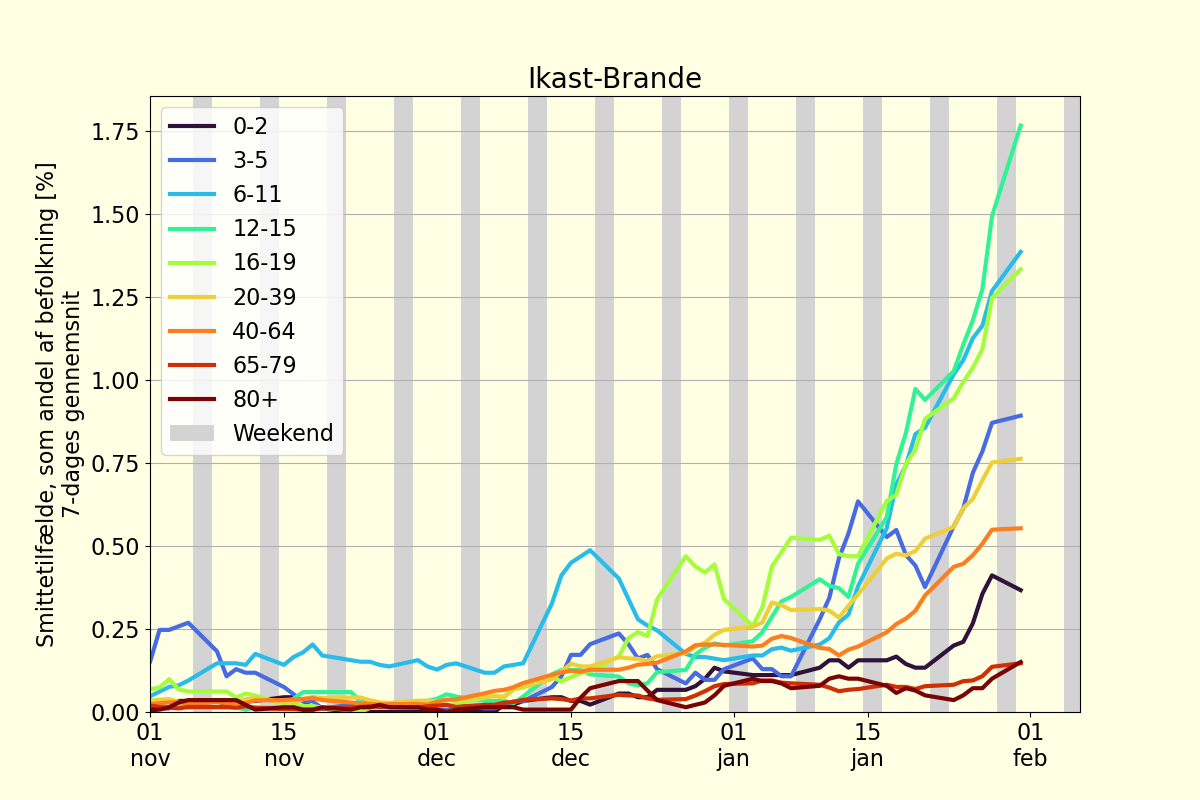 Ikast-Brande
Smittetilfælde, som andel af befolkning [%]
7-dages gennemsnit
1.75
1.50
1.25
1.00
0.75
0.50
0.25
0.00
0-2
3-5
6-11
12-15
16-19
20-39
40-64
65-79
80+
Weekend
01 15 01 15 01 15 01
nov nov dec dec jan jan feb